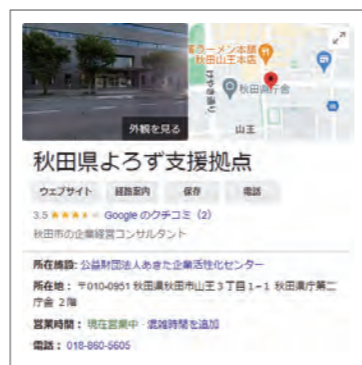 ラーメン本舗
秋田山王本店
けやき通り
秋田県庁舎
山王
外観を見る
秋田県よろず支援拠点
ウェブサイト 経路案内 保存 電話
3.5 ★★★★★ Google のクチコミ (2)
秋田市の企業経営コンサルタント
所在施設: 公益財団法人あきた企業活性化センター
所在地: 〒010-0951 秋田県秋田市山王3丁目1−1 秋田県庁第二
庁舎 2階
営業時間: 現在営業中・混雑時間を追加
電話: 018-860-5605